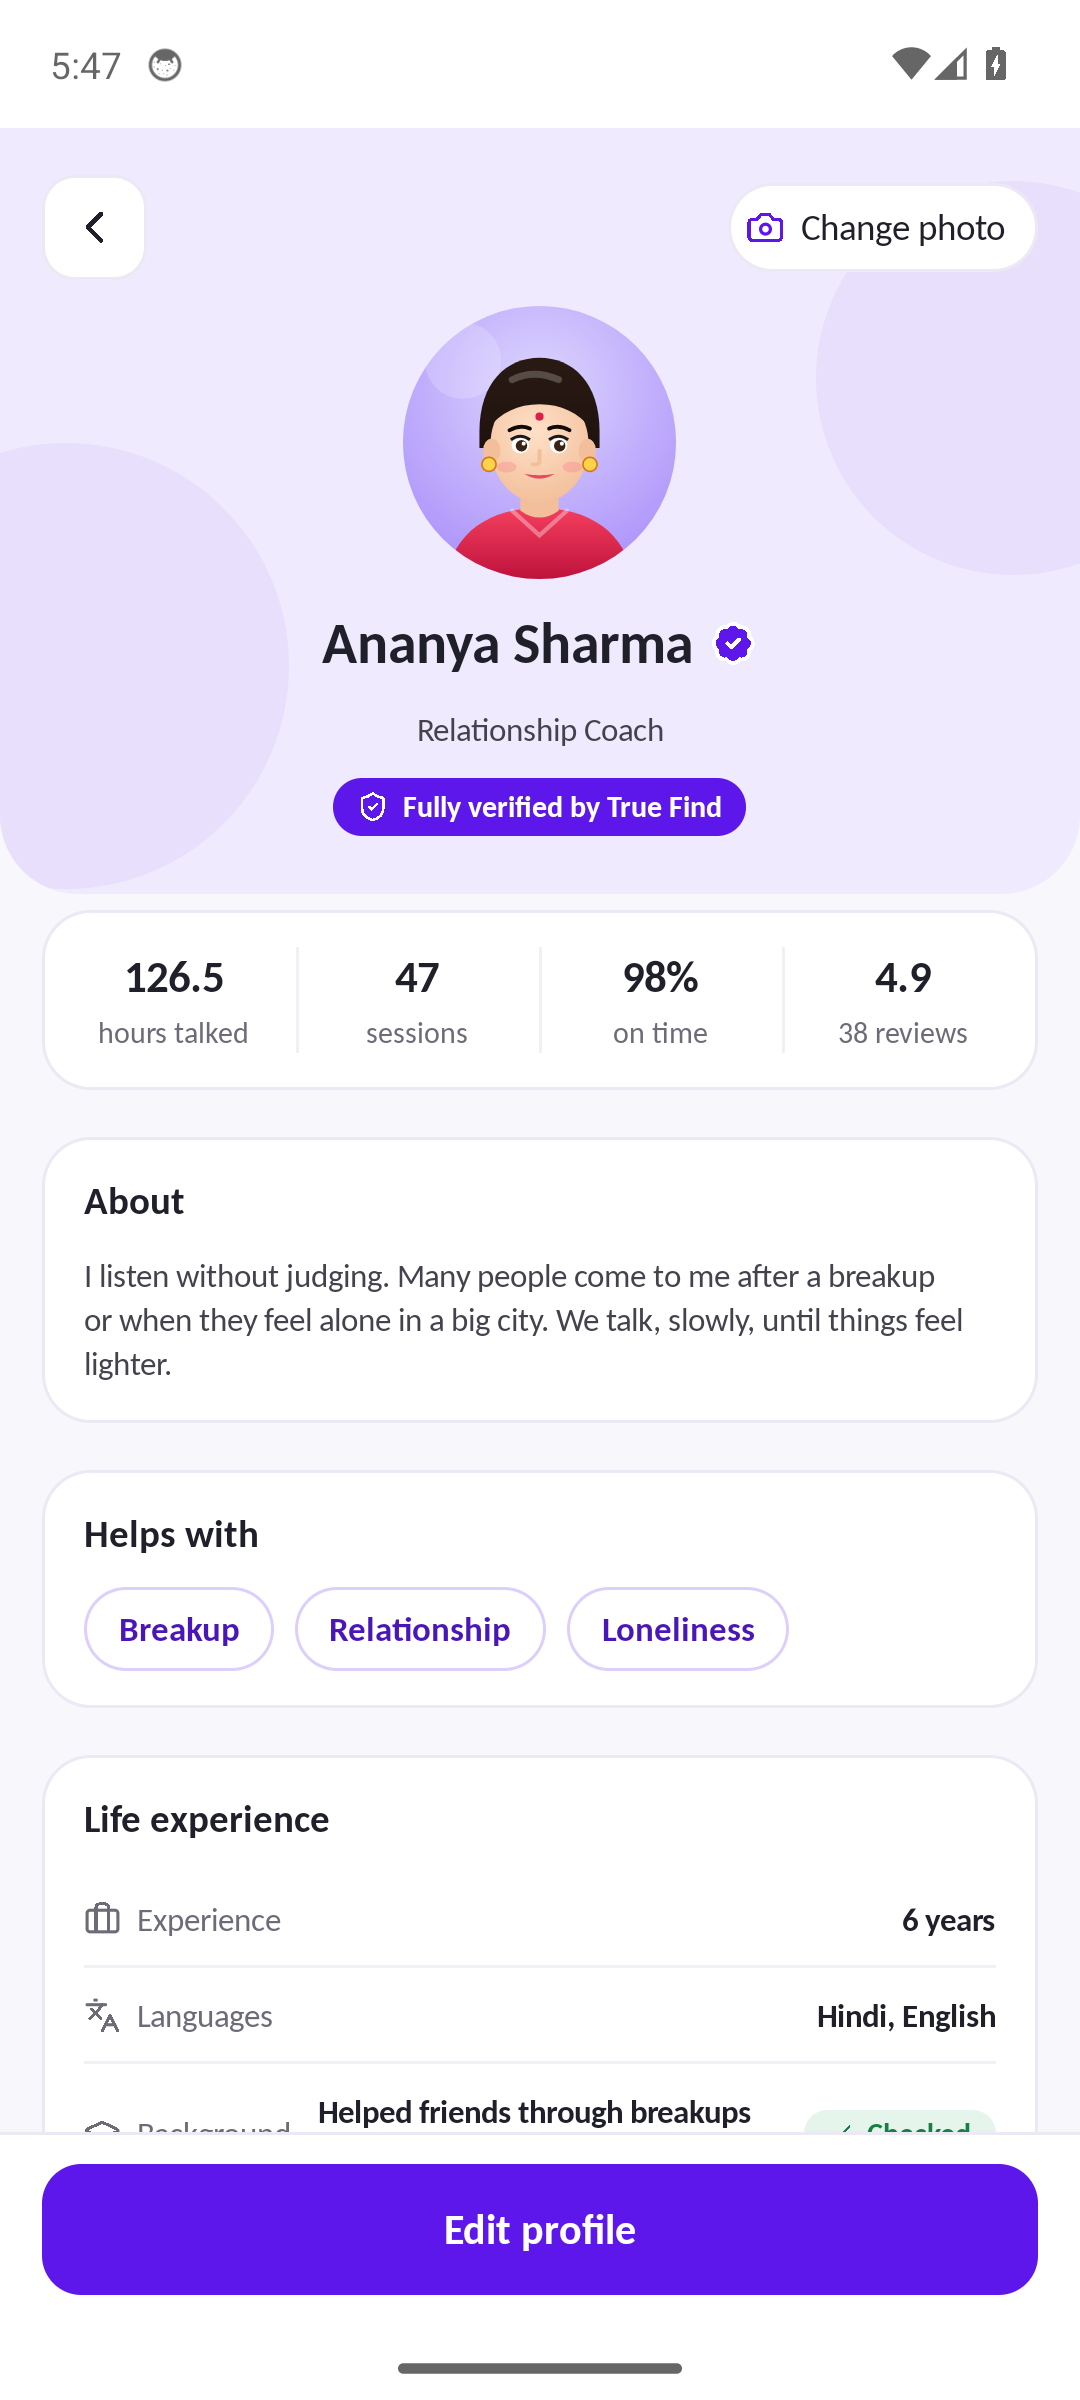 5:47
Change photo
Ananya Sharma
Relationship Coach
Fully verified by True Find
126.5
hours talked
47
sessions
98%
on time
4.9
38 reviews
About
I listen without judging. Many people come to me after a breakup
or when they feel alone in a big city. We talk, slowly, until things feel
lighter.
Helps with
Breakup
Relationship
Loneliness
Life experience
Experience
6 years
Languages
Hindi, English
Background
Helped friends through breakups
Checked
Edit profile